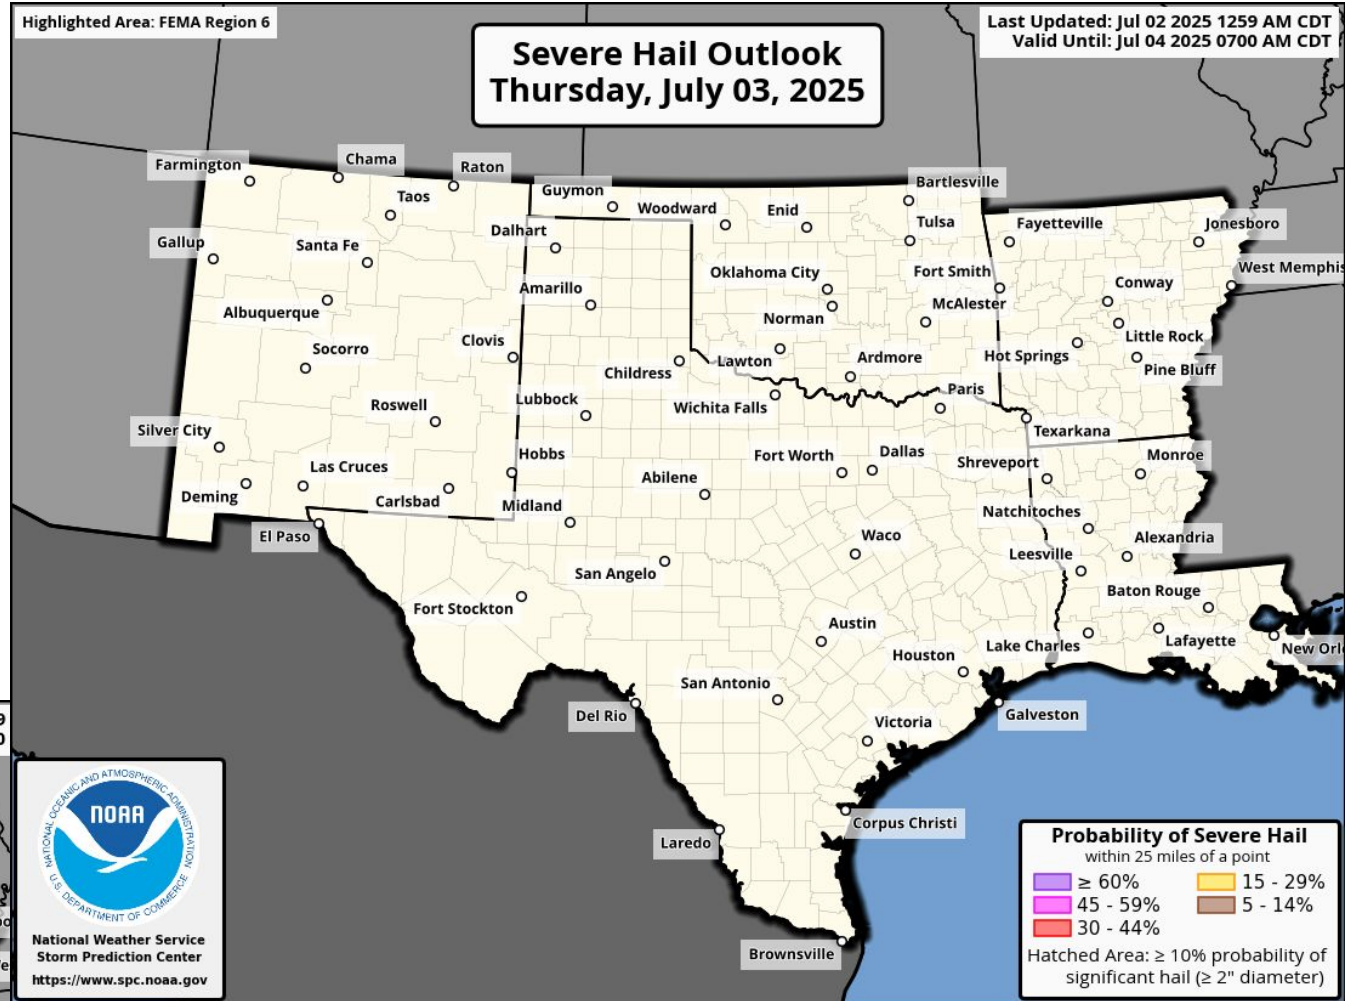 Highlighted Area: FEMA Region 6
Last Updated: Jul 02 2025 1259 AM CDT
Valid Until: Jul 04 2025 0700 AM CDT
Severe Hail Outlook
Thursday, July 03, 2025
Farmington
Chama
Raton
Taos
Guymon
Woodward
Enid
Bartlesville
Tulsa
Fayetteville
Jonesboro
Gallup
Santa Fe
Dalhart
Oklahoma City
Fort Smith
West Memphis
Amarillo
Conway
Albuquerque
Norman
McAlester
Socorro
Clovis
Little Rock
Childress
Lawton
Ardmore
Hot Springs
Pine Bluff
Roswell
Lubbock
Wichita Falls
Paris
Silver City
Texarkana
Hobbs
Fort Worth
Dallas
Shreveport
Monroe
Las Cruces
Abilene
Deming
Carlsbad
Midland
Natchitoches
El Paso
Waco
Alexandria
San Angelo
Leesville
Fort Stockton
Baton Rouge
Austin
Lake Charles
Lafayette
Houston
New Orl
San Antonio
Del Rio
Victoria
Galveston
Corpus Christi
Laredo
Brownsville
9
0
NATIONAL OCEANIC AND ATMOSPHERIC ADMINISTRATION
NOAA
U.S. DEPARTMENT OF COMMERCE
National Weather Service
Storm Prediction Center
https://www.spc.noaa.gov
Probability of Severe Hail
within 25 miles of a point
≥ 60%
15 - 29%
45 - 59%
5 - 14%
30 - 44%
Hatched Area: ≥ 10% probability of
significant hail (≥ 2" diameter)